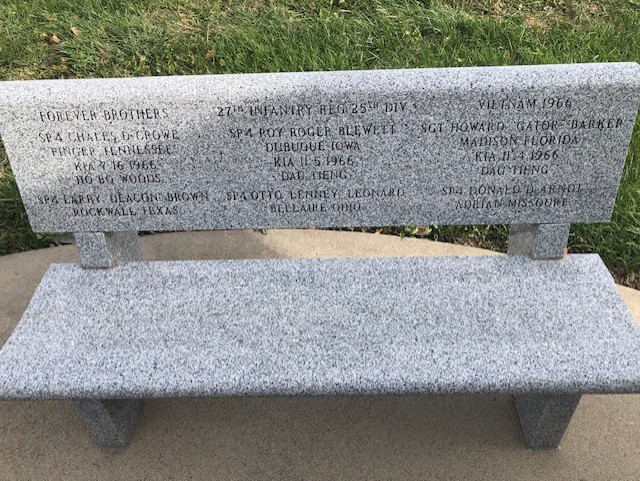 FOREVER BROTHERS 27TH INFANTRY REG 25TH DIV. VIETNAM 1966
SP4 CHALES D CROWE
FINGER TENNESSEE
KIA 7 16 1966
HO BO WOODS
SP4 ROY ROGER BLEWETT
DUBUQUE IOWA
KIA 11 5 1966
DAU TIENG
SGT HOWARD "GATOR" BARKER
MADISON FLORIDA
KIA 11 4 1966
DAU TIENG
SP4 LARRY "DEACON" BROWN
ROCKWALL TEXAS
SP4 OTTO LENNEY LEONARD
BELLAIRE OHIO
SP4 DONALD D ARNDT
ADRIAN MISSOURI